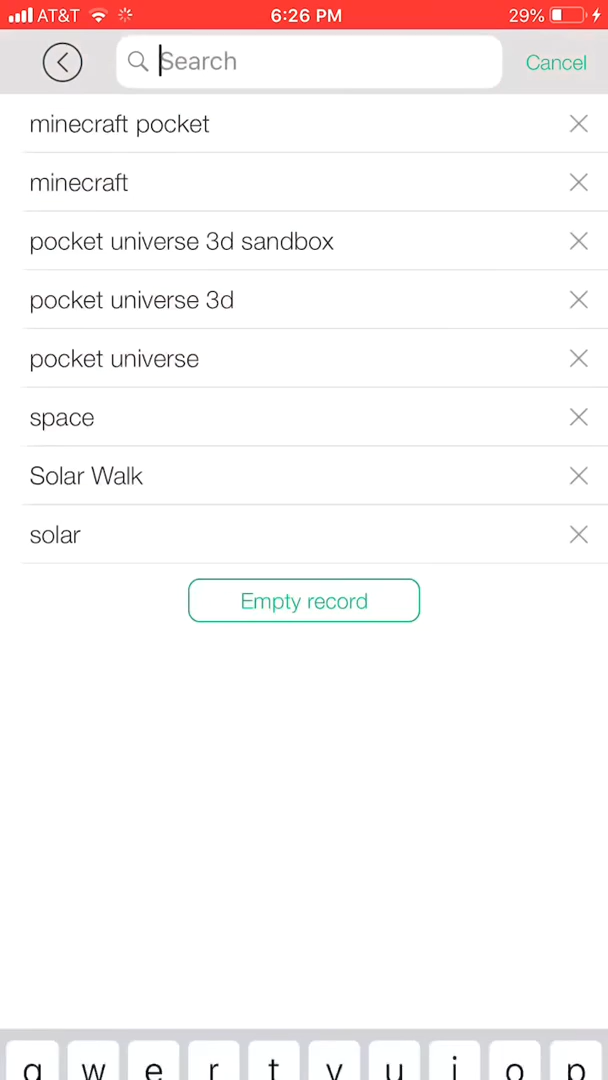 AT&T 6:26 PM 29%
Search Cancel
minecraft pocket
minecraft
pocket universe 3d sandbox
pocket universe 3d
pocket universe
space
Solar Walk
solar
Empty record
q w e r t y u i o p